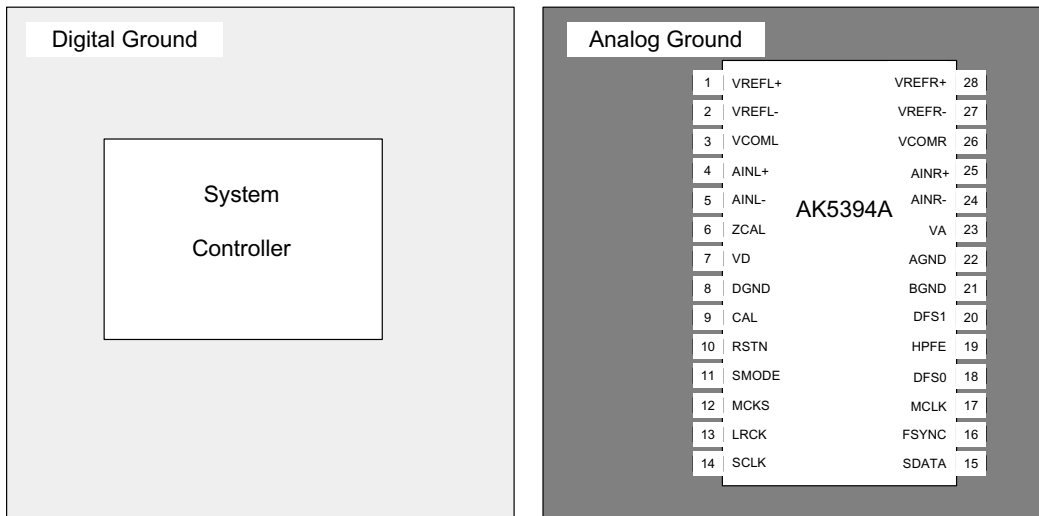 Digital Ground
System
Controller
Analog Ground
AK5394A
1 VREFL+ VREFR+ 28
2 VREFL- VREFR- 27
3 VCOML VCOMR 26
4 AINL+ AINR+ 25
5 AINL- AINR- 24
6 ZCAL VA 23
7 VD AGND 22
8 DGND BGND 21
9 CAL DFS1 20
10 RSTN HPFE 19
11 SMODE DFS0 18
12 MCKS MCLK 17
13 LRCK FSYNC 16
14 SCLK SDATA 15